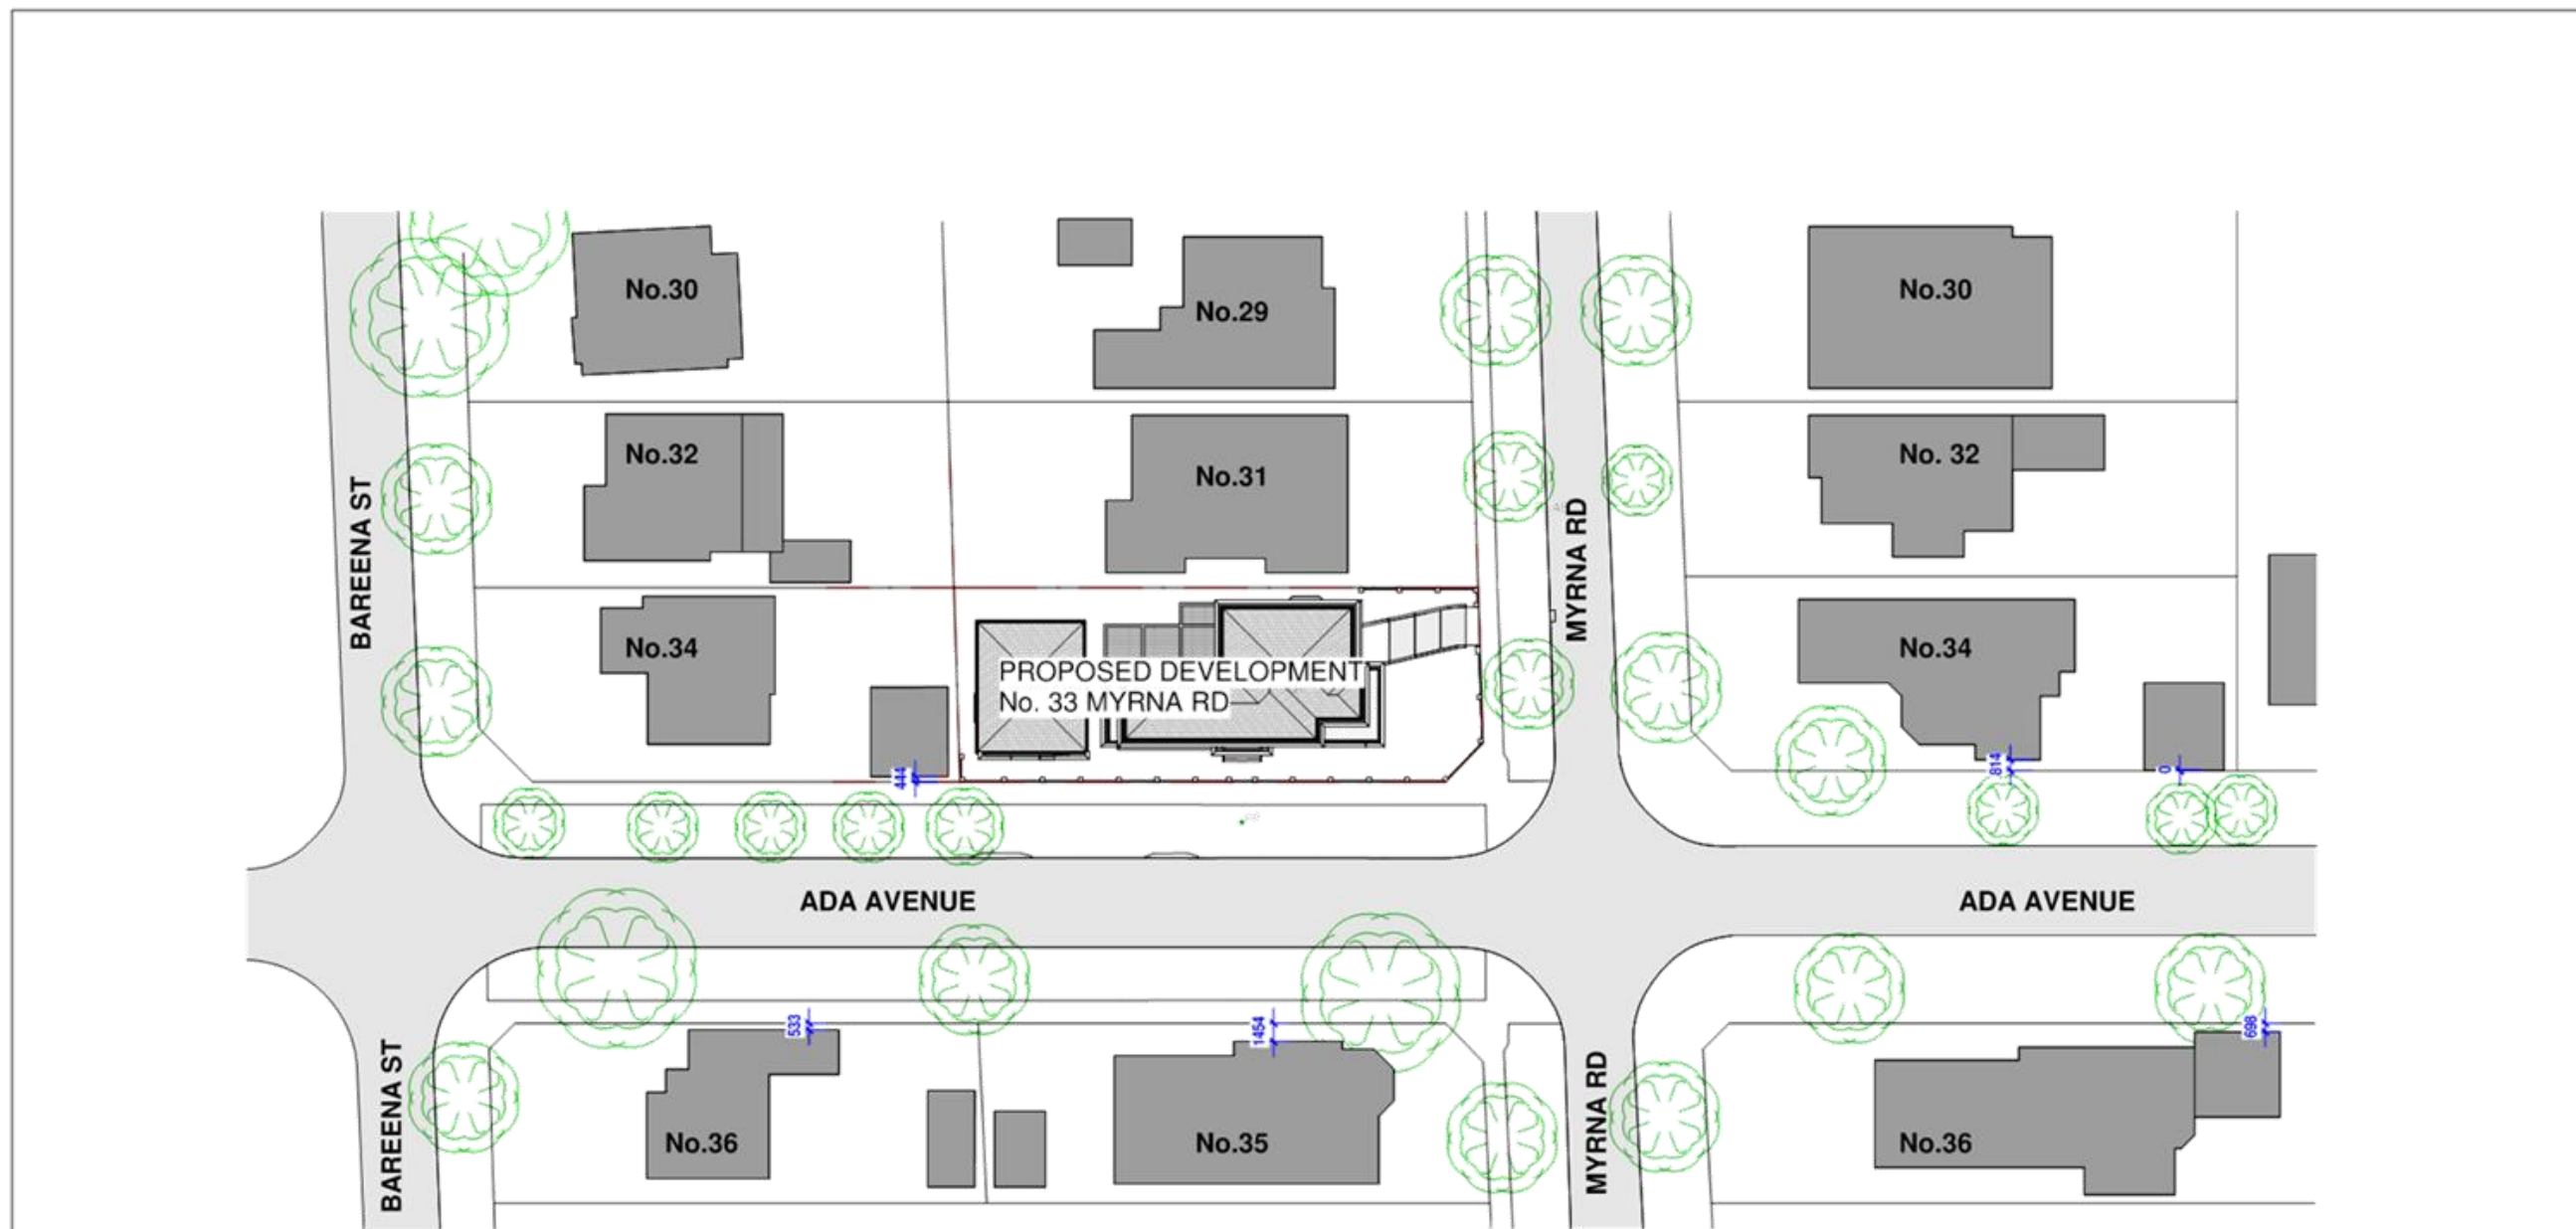 No.30
No.29
No.30
No.32
No.31
No. 32
BAREENA ST
MYRNA RD
No.34
PROPOSED DEVELOPMENT
No. 33 MYRNA RD
No.34
444
814
0
ADA AVENUE
ADA AVENUE
533
1454
698
BAREENA ST
MYRNA RD
No.36
No.35
No.36